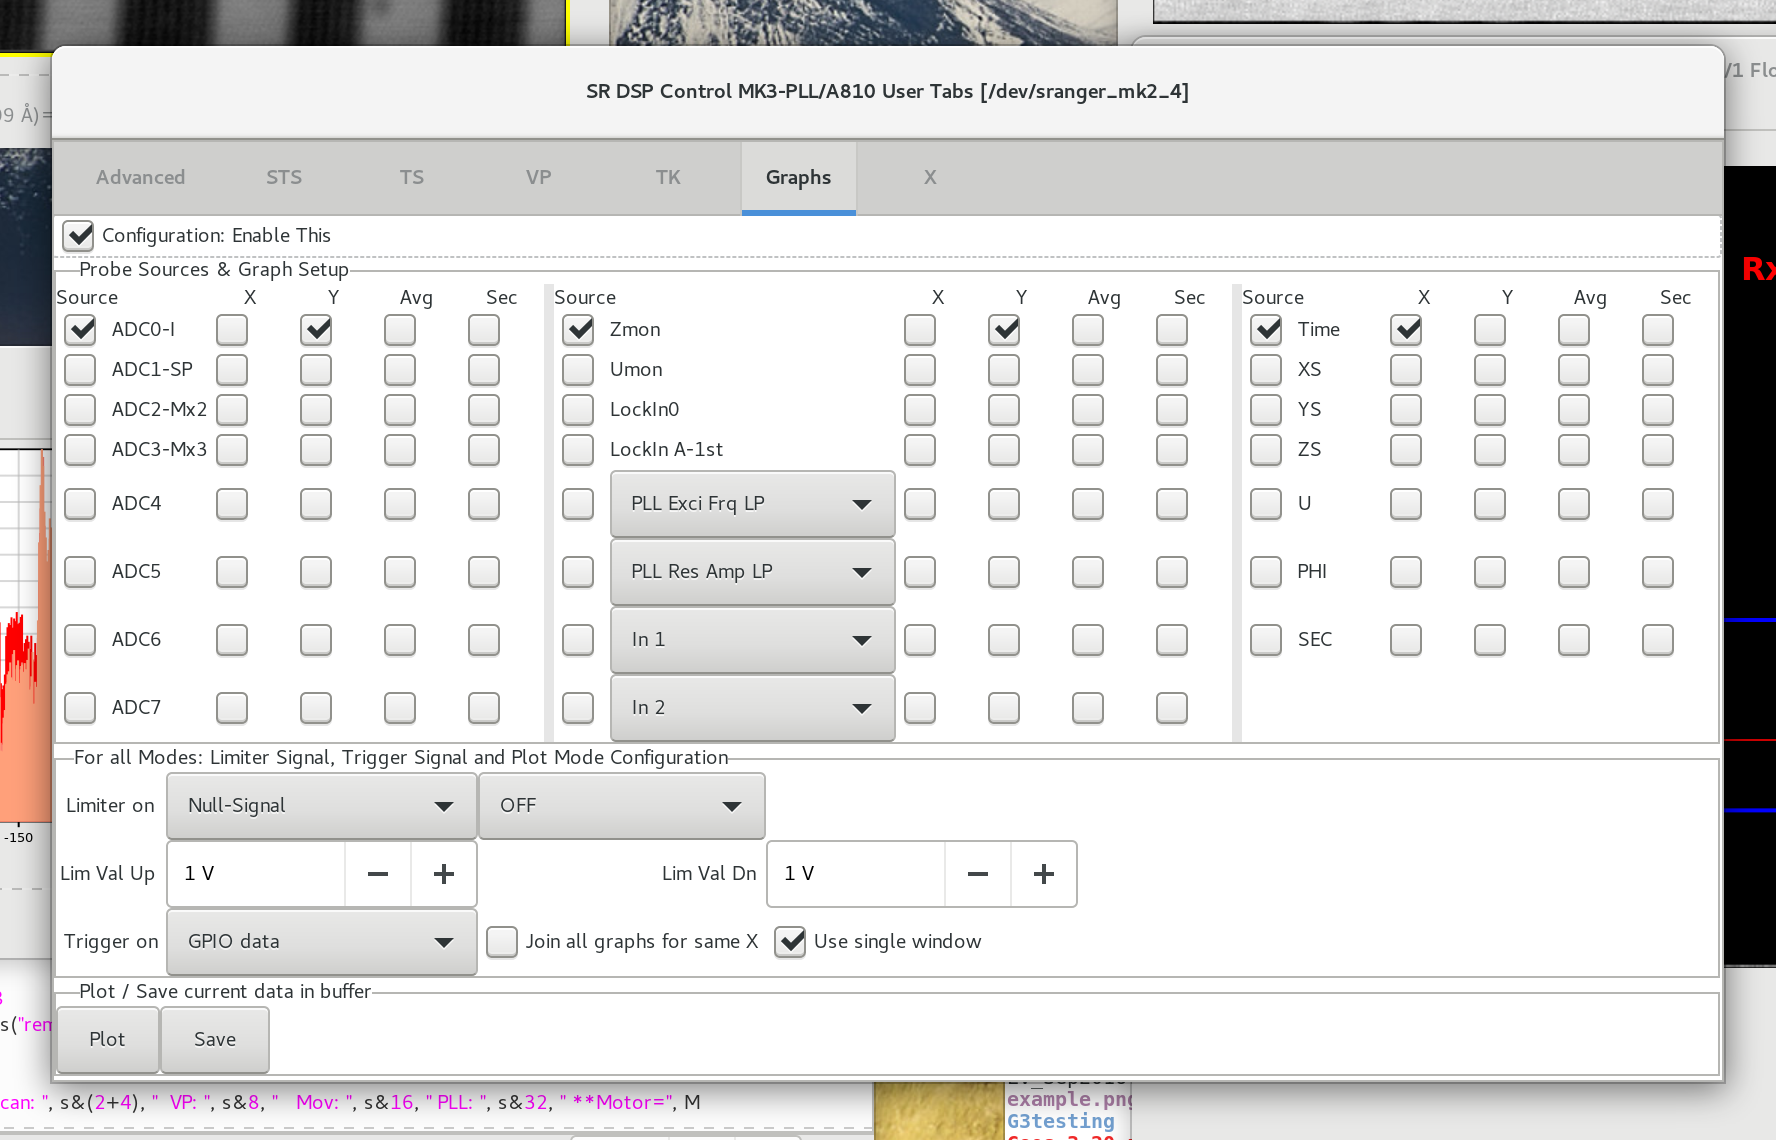 SR DSP Control MK3-PLL/A810 User Tabs [/dev/sranger_mk2_4]
Advanced STS TS VP TK Graphs X
Configuration: Enable This
Probe Sources & Graph Setup
Source X Y Avg Sec Source X Y Avg Sec Source X Y Avg Sec
ADC0-I Zmon Time
ADC1-SP Umon XS
ADC2-Mx2 LockIn0 YS
ADC3-Mx3 LockIn A-1st ZS
ADC4 PLL Exci Frq LP U
ADC5 PLL Res Amp LP PHI
ADC6 In 1 SEC
ADC7 In 2
For all Modes: Limiter Signal, Trigger Signal and Plot Mode Configuration
Limiter on Null-Signal OFF
Lim Val Up 1 V Lim Val Dn 1 V
Trigger on GPIO data Join all graphs for same X Use single window
Plot / Save current data in buffer
Plot Save
-150
can: ", s&(2+4), " VP: ", s&8, " Mov: ", s&16, " PLL: ", s&32, " **Motor=", M
example.png
G3testing